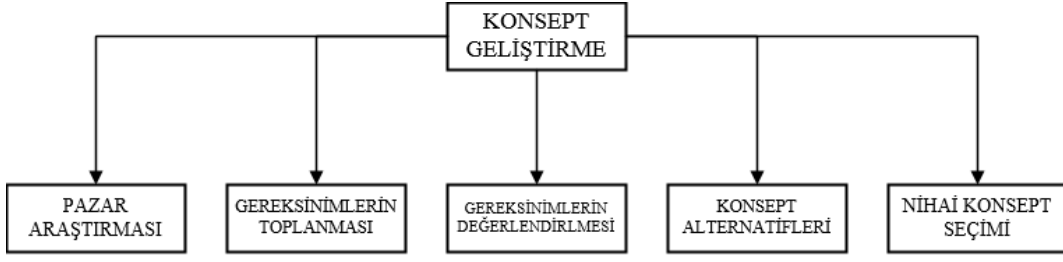 KONSEPT
GELİŞTİRME
PAZAR
ARAŞTIRMASI
GEREKSİNİMLERİN
TOPLANMASI
GEREKSİNİMLERİN
DEĞERLENDİRLMESİ
KONSEPT
ALTERNATİFLERİ
NİHAİ KONSEPT
SEÇİMİ